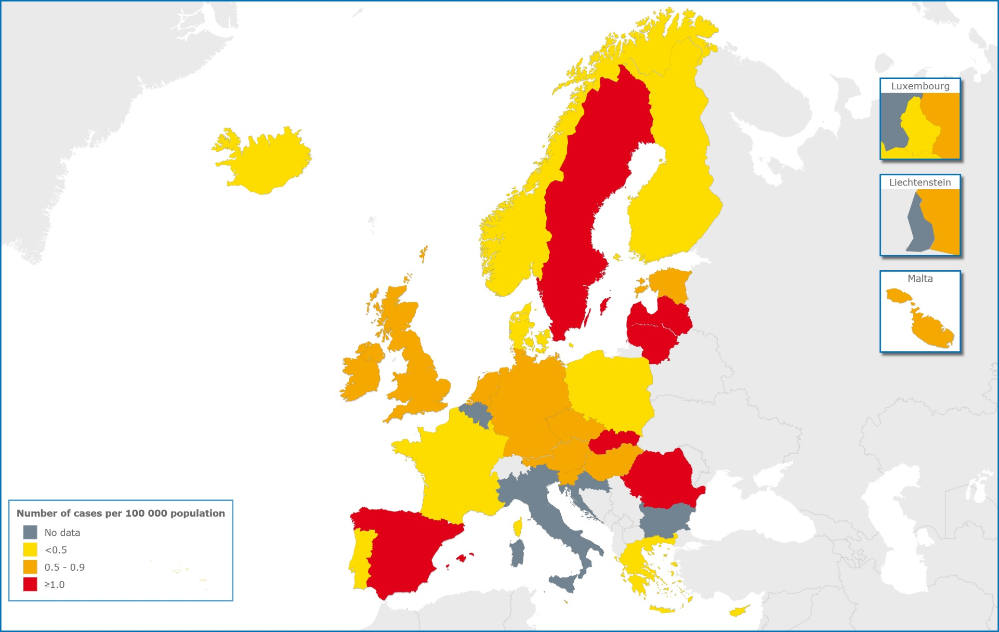 Luxembourg
Liechtenstein
Malta
Number of cases per 100 000 population
No data
<0.5
0.5 - 0.9
≥1.0